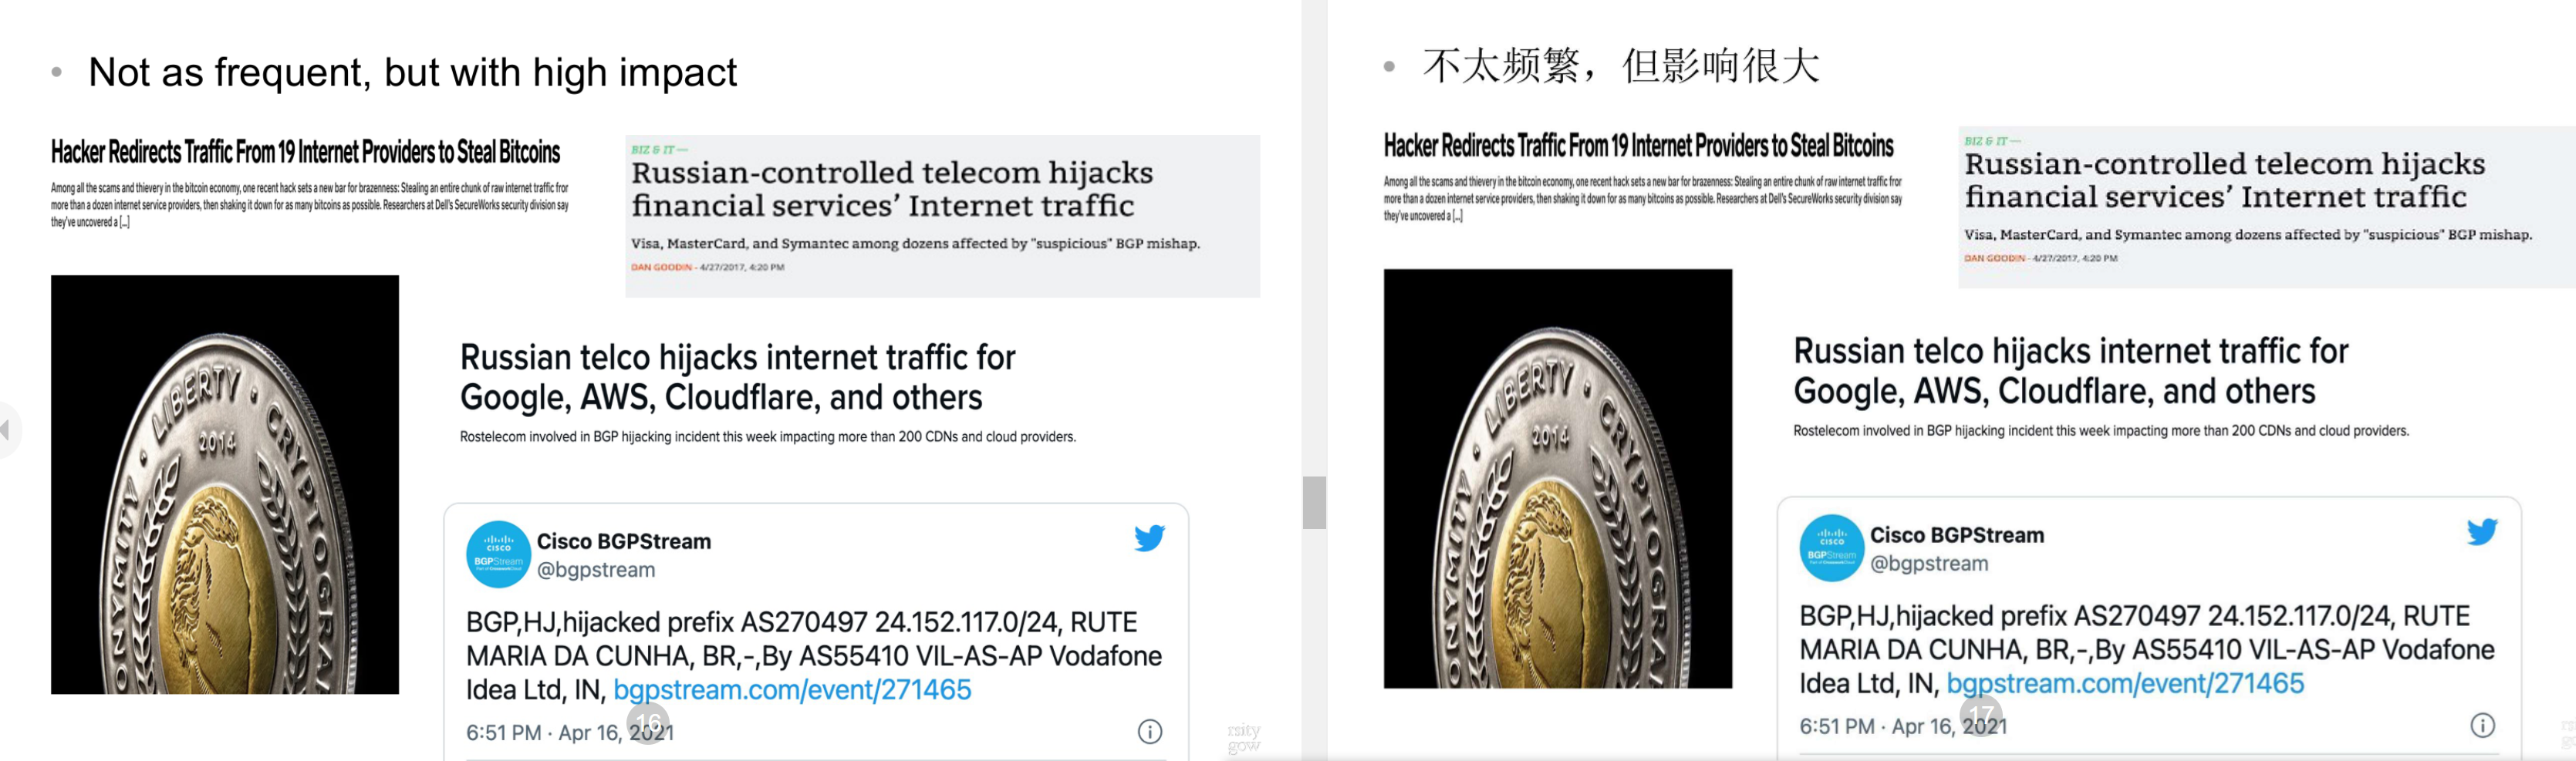 • Not as frequent, but with high impact
Hacker Redirects Traffic From 19 Internet Providers to Steal Bitcoins
Among all the scams and thievery in the bitcoin economy, one recent hack sets a new bar for brazenness: Stealing an entire chunk of raw internet traffic fror
more than a dozen internet service providers, then shaking it down for as many bitcoins as possible. Researchers at Dell's SecureWorks security division say
they've uncovered a [...]
BIZ & IT —
Russian-controlled telecom hijacks
financial services’ Internet traffic
Visa, MasterCard, and Symantec among dozens affected by "suspicious" BGP mishap.
DAN GOODIN - 4/27/2017, 4:20 PM
LIBERTY • CRYPTOGRA
ONYMITY
2014
Russian telco hijacks internet traffic for
Google, AWS, Cloudflare, and others
Rostelecom involved in BGP hijacking incident this week impacting more than 200 CDNs and cloud providers.
CISCO
BGPStream
Cisco BGPStream
@bgpstream
BGP,HJ,hijacked prefix AS270497 24.152.117.0/24, RUTE
MARIA DA CUNHA, BR,-,By AS55410 VIL-AS-AP Vodafone
Idea Ltd, IN, bgpstream.com/event/271465
6:51 PM · Apr 16, 2021
16
rsity
gow
• 不太频繁，但影响很大
Hacker Redirects Traffic From 19 Internet Providers to Steal Bitcoins
Among all the scams and thievery in the bitcoin economy, one recent hack sets a new bar for brazenness: Stealing an entire chunk of raw internet traffic fror
more than a dozen internet service providers, then shaking it down for as many bitcoins as possible. Researchers at Dell's SecureWorks security division say
they've uncovered a [...]
BIZ & IT —
Russian-controlled telecom hijacks
financial services’ Internet traffic
Visa, MasterCard, and Symantec among dozens affected by "suspicious" BGP mishap.
DAN GOODIN - 4/27/2017, 4:20 PM
LIBERTY • CRYPTOGRA
ONYMITY
2014
Russian telco hijacks internet traffic for
Google, AWS, Cloudflare, and others
Rostelecom involved in BGP hijacking incident this week impacting more than 200 CDNs and cloud providers.
CISCO
BGPStream
Cisco BGPStream
@bgpstream
BGP,HJ,hijacked prefix AS270497 24.152.117.0/24, RUTE
MARIA DA CUNHA, BR,-,By AS55410 VIL-AS-AP Vodafone
Idea Ltd, IN, bgpstream.com/event/271465
6:51 PM · Apr 16, 2021
17